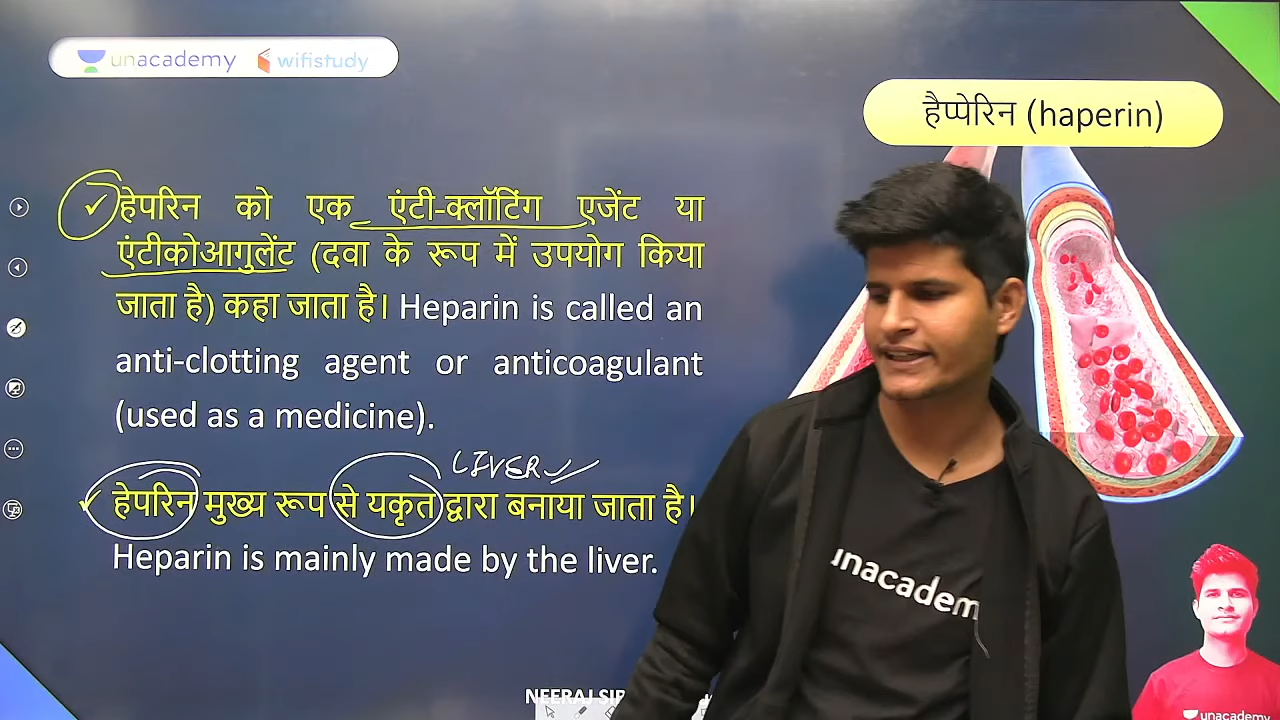 unacademy wifistudy
हैप्पेरिन (haperin)
हेपरिन को एक एंटी-क्लॉटिंग एजेंट या
एंटीकोआगुलेंट (दवा के रूप में उपयोग किया
जाता है) कहा जाता है। Heparin is called an
anti-clotting agent or anticoagulant
(used as a medicine).
LIVER
हेपरिन मुख्य रूप से यकृत द्वारा बनाया जाता है।
Heparin is mainly made by the liver.
unacadem
NEERAJ
unacademy